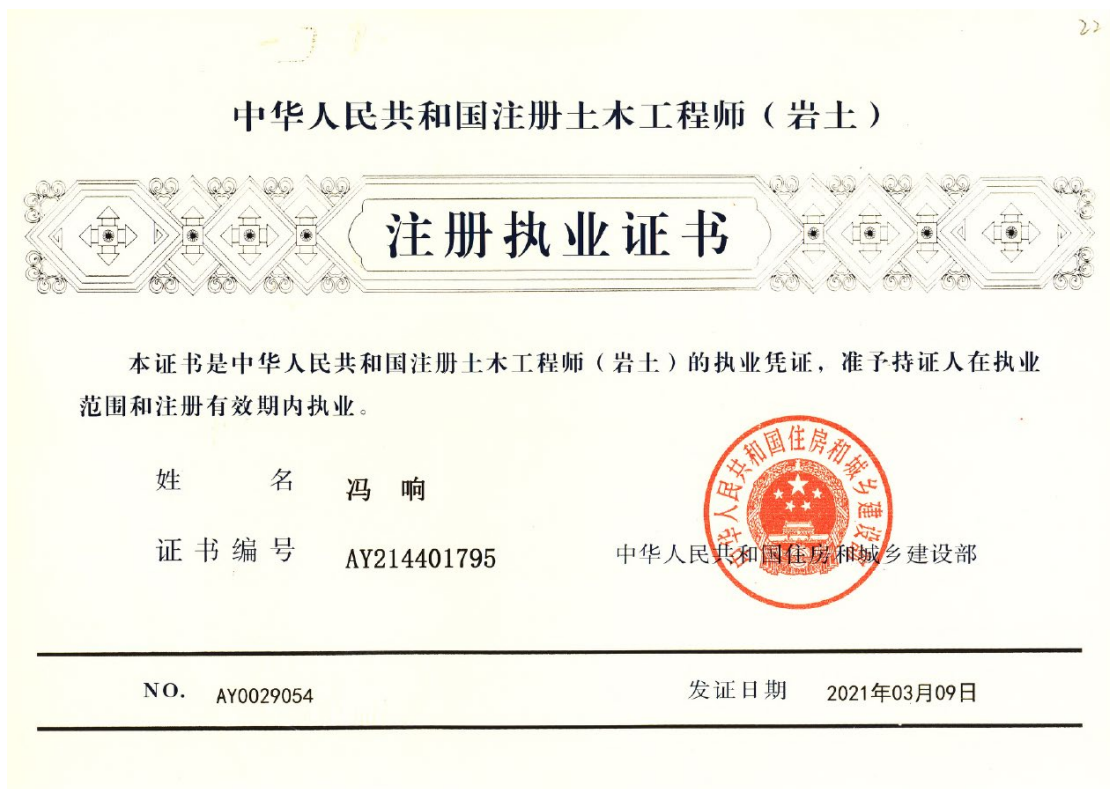 22
中华人民共和国注册土木工程师（岩土）
注册执业证书
本证书是中华人民共和国注册土木工程师（岩土）的执业凭证，准予持证人在执业
范围和注册有效期内执业。
姓 名 冯 响
中华人民共和国住房和城乡建设部
证书编号 AY214401795
中华人民共和国住房和城乡建设部
NO. AY0029054
发证日期 2021年03月09日